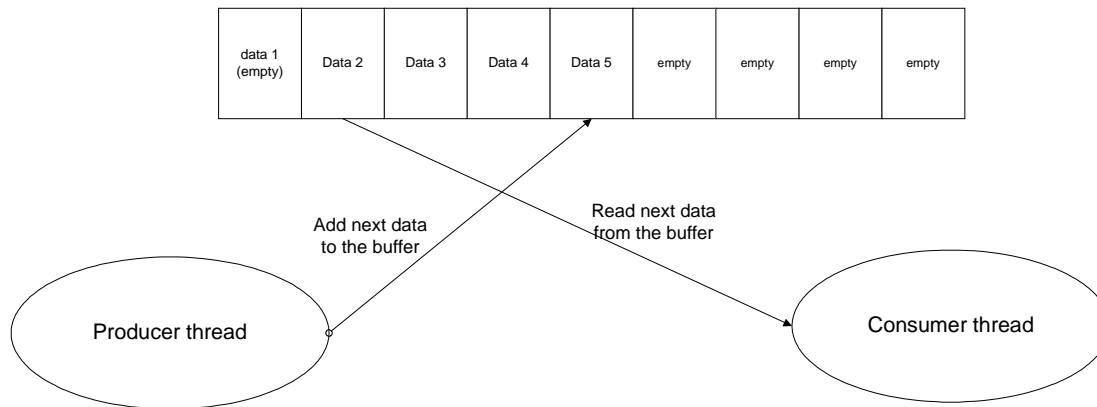 data 1
(empty)
Data 2
Data 3
Data 4
Data 5
empty
empty
empty
empty
Add next data
to the buffer
Read next data
from the buffer
Producer thread
Consumer thread